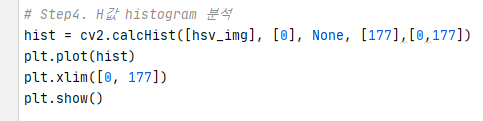 # Step4. H값 histogram 분석
hist = cv2.calcHist([hsv_img], [0], None, [177],[0,177])
plt.plot(hist)
plt.xlim([0, 177])
plt.show()